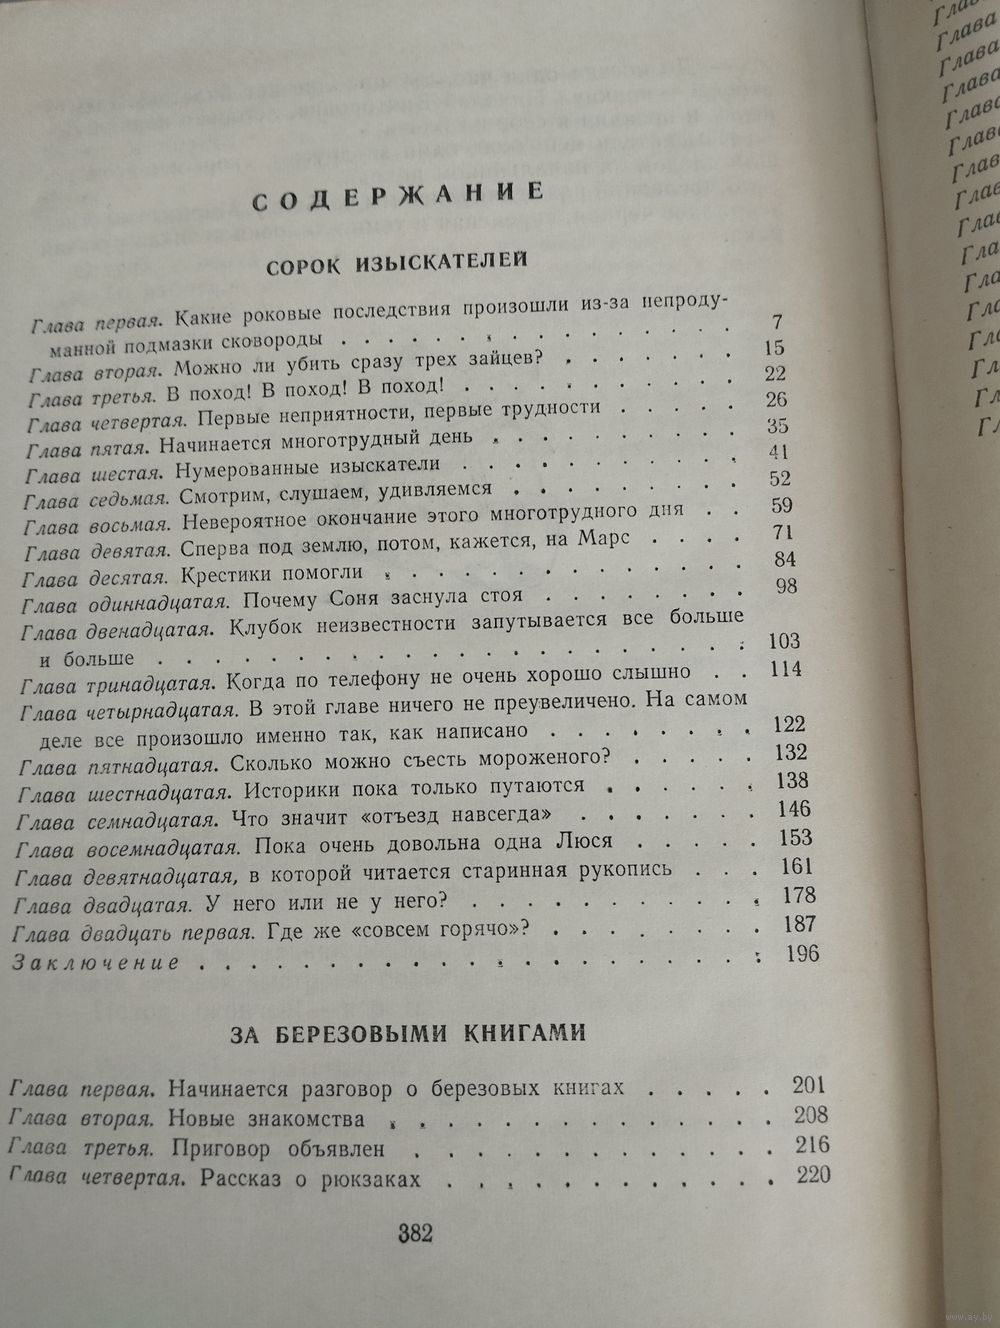 СОДЕРЖАНИЕ
СОРОК ИЗЫСКАТЕЛЕЙ
Глава первая. Какие роковые последствия произошли из-за непроду-
манной подмазки сковороды . . . . . . . . . . . . . . 7
Глава вторая. Можно ли убить сразу трех зайцев? . . . . . . . 15
Глава третья. В поход! В поход! В поход! . . . . . . . . . . 22
Глава четвертая. Первые неприятности, первые трудности . . . . . 26
Глава пятая. Начинается многотрудный день . . . . . . . . . 35
Глава шестая. Нумерованные изыскатели . . . . . . . . . . 41
Глава седьмая. Смотрим, слушаем, удивляемся . . . . . . . . . 52
Глава восьмая. Невероятное окончание этого многотрудного дня . . 59
Глава девятая. Сперва под землю, потом, кажется, на Марс . . . . 71
Глава десятая. Крестики помогли . . . . . . . . . . . . . 84
Глава одиннадцатая. Почему Соня заснула стоя . . . . . . . . 98
Глава двенадцатая. Клубок неизвестности запутывается все больше
и больше . . . . . . . . . . . . . . . . . . . . . 103
Глава тринадцатая. Когда по телефону не очень хорошо слышно . . 114
Глава четырнадцатая. В этой главе ничего не преувеличено. На самом
деле все произошло именно так, как написано . . . . . . . . 122
Глава пятнадцатая. Сколько можно съесть мороженого? . . . . . 132
Глава шестнадцатая. Историки пока только путаются . . . . . . 138
Глава семнадцатая. Что значит «отъезд навсегда» . . . . . . . 146
Глава восемнадцатая. Пока очень довольна одна Люся . . . . . 153
Глава девятнадцатая, в которой читается старинная рукопись . . . 161
Глава двадцатая. У него или не у него? . . . . . . . . . . . 178
Глава двадцать первая. Где же «совсем горячо»? . . . . . . . . 187
Заключение . . . . . . . . . . . . . . . . . . . . 196
ЗА БЕРЕЗОВЫМИ КНИГАМИ
Глава первая. Начинается разговор о березовых книгах . . . . . 201
Глава вторая. Новые знакомства . . . . . . . . . . . . . . 208
Глава третья. Приговор объявлен . . . . . . . . . . . . . 216
Глава четвертая. Рассказ о рюкзаках . . . . . . . . . . . . 220
382
Глава
Глава
Глава
Глава
www.ay.by